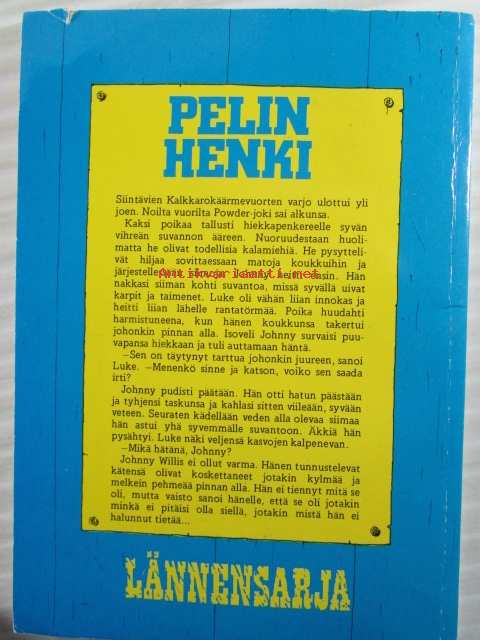 PELIN
HENKI
Siintävien Kalkkarokäärmevuorten varjo ulottui yli
joen. Noilta vuorilta Powder-joki sai alkunsa.
Kaksi poikaa tallusti hiekkapenkereelle syvän
vihreän suvannon ääreen. Nuoruudestaan huoli-
matta he olivat todellisia kalamiehiä. He pysytteli-
vät hiljaa sovittaessaan matoja koukkuihin ja
järjestellessään siimoja. Johnny heitti ensin. Hän
nakkasi siiman kohti suvantoa, missä syvällä uivat
karpit ja taimenet. Luke oli vähän liian innokas ja
heitti liian lähelle rantatörmää. Poika huudahti
harmistuneena, kun hänen koukkunsa takertui
johonkin pinnan alla. Isoveli Johnny survaisi puu-
vapansa hiekkaan ja tuli auttamaan häntä.
—Sen on täytynyt tarttua johonkin juureen, sanoi
Luke. —Menenkö sinne ja katson, voiko sen saada
irti?
Johnny pudisti päätään. Hän otti hatun päästään
ja tyhjensi taskunsa ja kahlasi sitten viileään, syvään
veteen. Seuraten kädellään veden alla olevaa siimaa
hän astui yhä syvemmälle suvantoon. Äkkiä hän
pysähtyi. Luke näki veljensä kasvojen kalpenevan.
—Mikä hätänä, Johnny?
Johnny Willis ei ollut varma. Hänen tunnustelevat
kätensä olivat koskettaneet jotakin kylmää ja
melkein pehmeää pinnan alla. Hän ei tiennyt mitä se
oli, mutta vaisto sanoi hänelle, että se oli jotakin
minkä ei pitäisi olla siellä, jotakin mistä hän ei
halunnut tietää...
LÄNNENSARJA